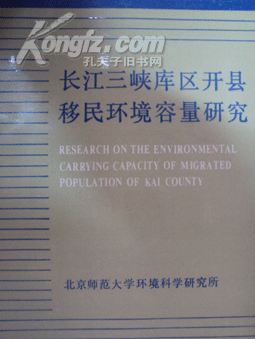 Kongfz.com
孔夫子旧书网
长江三峡库区开县
移民环境容量研究
RESEARCH ON THE ENVIRONMENTAL
CARRYING CAPACITY OF MIGRATED
POPULATION OF KAI COUNTY
北京师范大学环境科学研究所